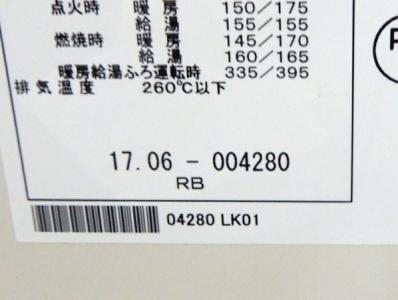 点火時 暖 房 150/175
給 湯 155/155
燃焼時 暖 房 145/170
給 湯 160/165
暖房給湯ふろ運転時 335/395
排気温度 260℃以下
17.06 - 004280
RB
04280 LK01